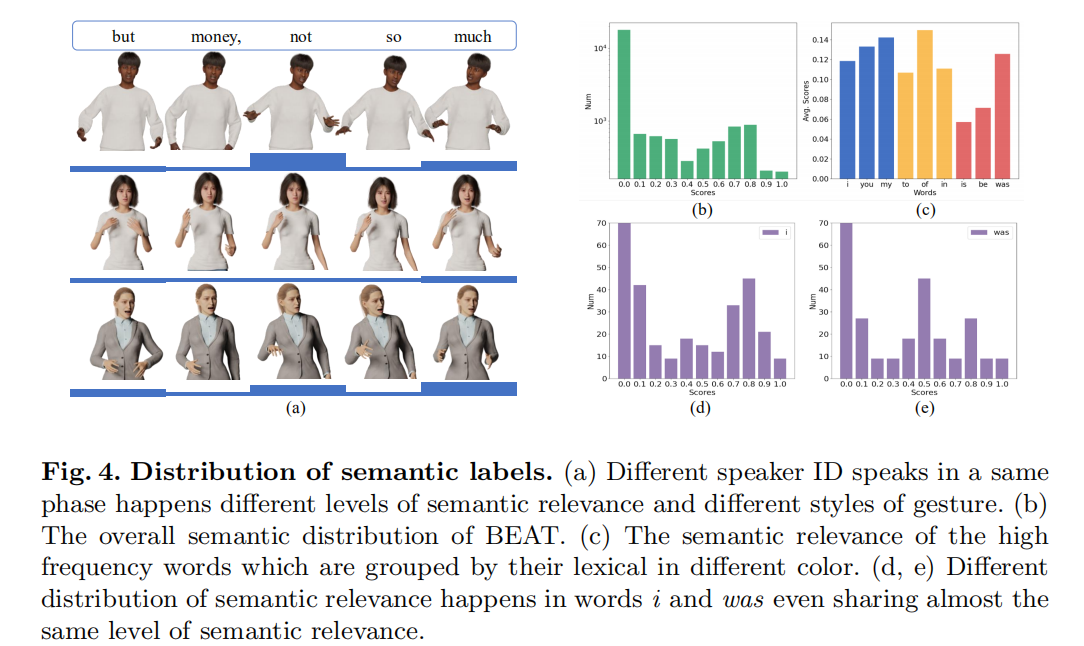 but money, not so much
(a)
10⁴
10³
Num
0.0 0.1 0.2 0.3 0.4 0.5 0.6 0.7 0.8 0.9 1.0
Scores
(b)
0.14
0.12
0.10
0.08
0.06
0.04
0.02
0.00
Avg. Scores
i you my to of in is be was
Words
(c)
70
60
50
40
30
20
10
0
Num
i
0.0 0.1 0.2 0.3 0.4 0.5 0.6 0.7 0.8 0.9 1.0
Scores
(d)
70
60
50
40
30
20
10
0
Num
was
0.0 0.1 0.2 0.3 0.4 0.5 0.6 0.7 0.8 0.9 1.0
Scores
(e)
Fig. 4. Distribution of semantic labels. (a) Different speaker ID speaks in a same
phase happens different levels of semantic relevance and different styles of gesture. (b)
The overall semantic distribution of BEAT. (c) The semantic relevance of the high
frequency words which are grouped by their lexical in different color. (d, e) Different
distribution of semantic relevance happens in words i and was even sharing almost the
same level of semantic relevance.